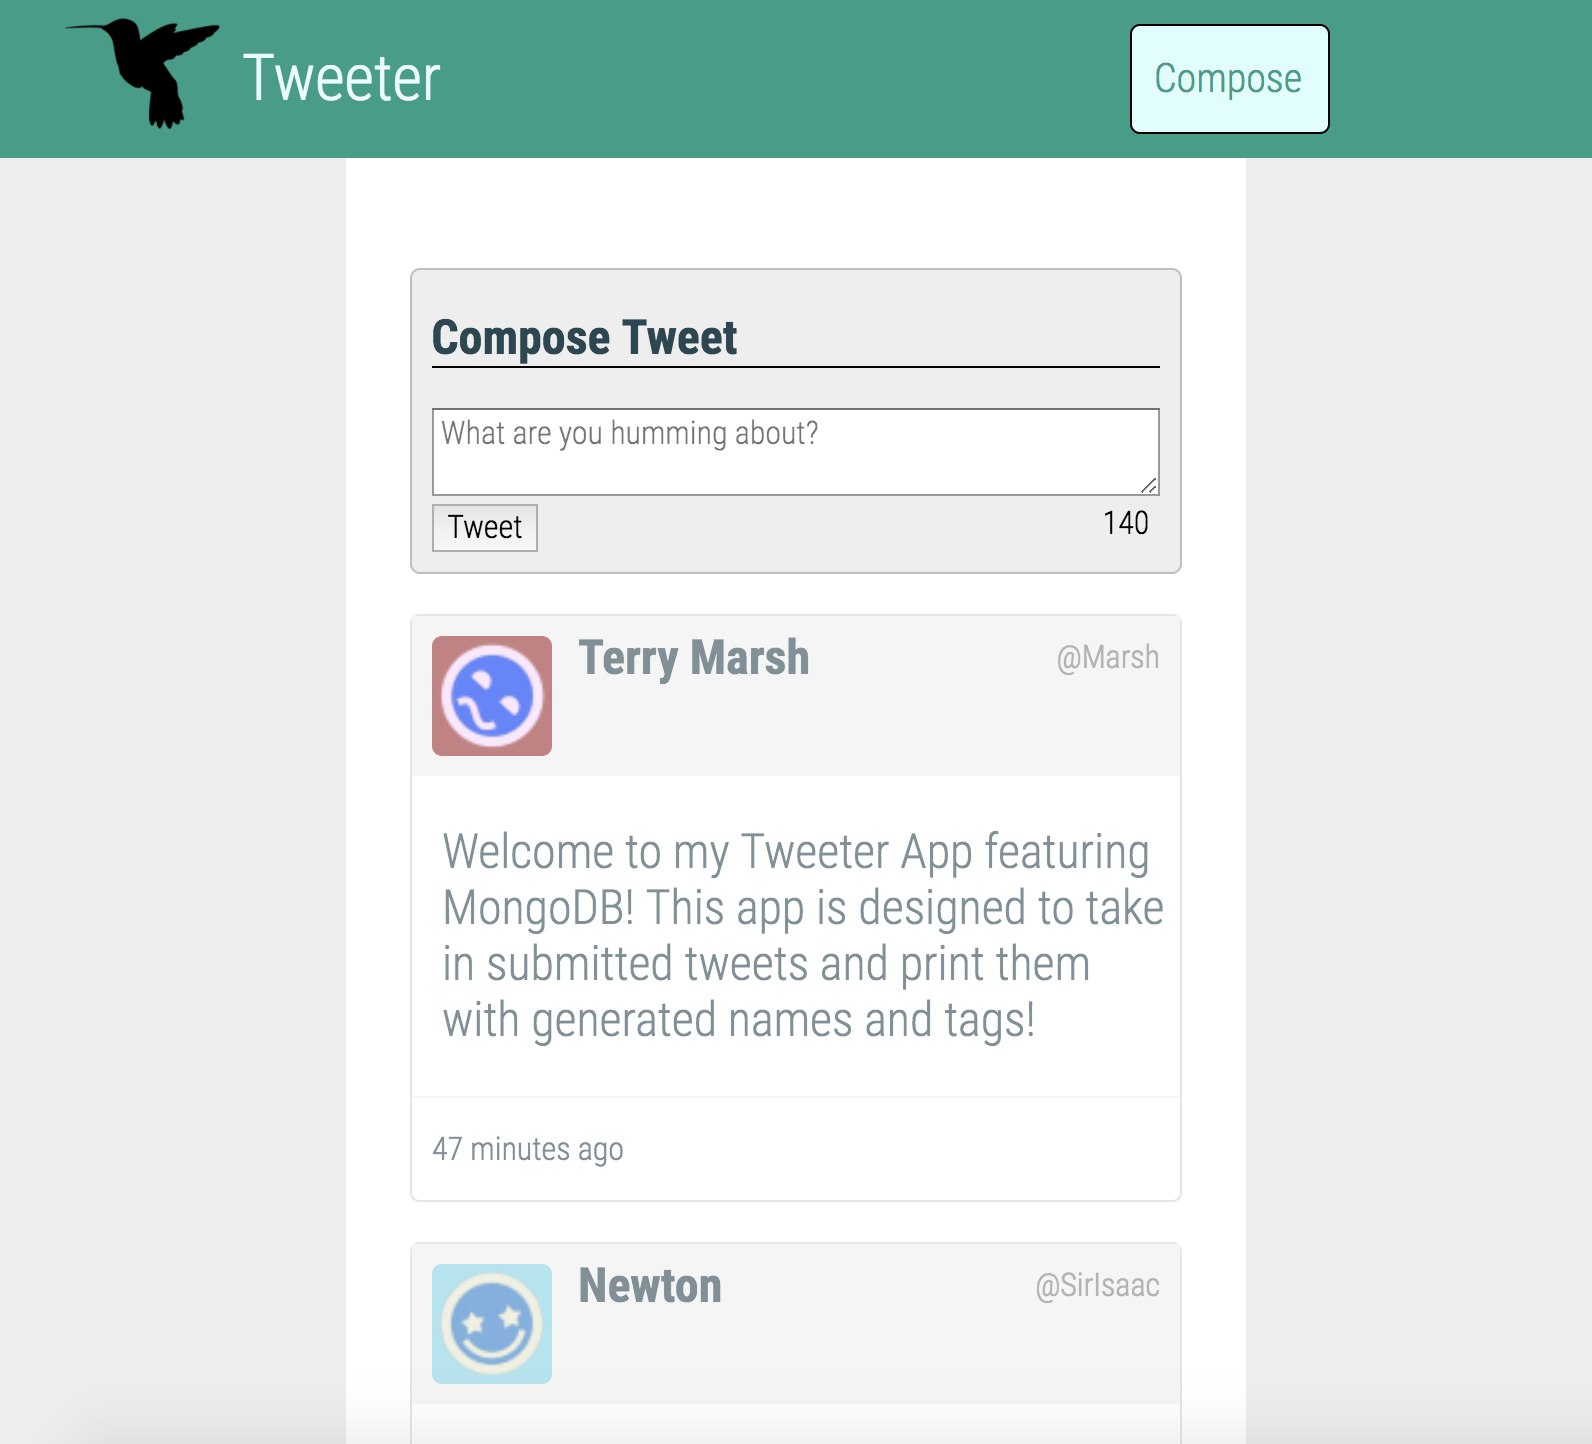 Tweeter
Compose
Compose Tweet
What are you humming about?
Tweet
140
Terry Marsh
@Marsh
Welcome to my Tweeter App featuring
MongoDB! This app is designed to take
in submitted tweets and print them
with generated names and tags!
47 minutes ago
Newton
@SirIsaac